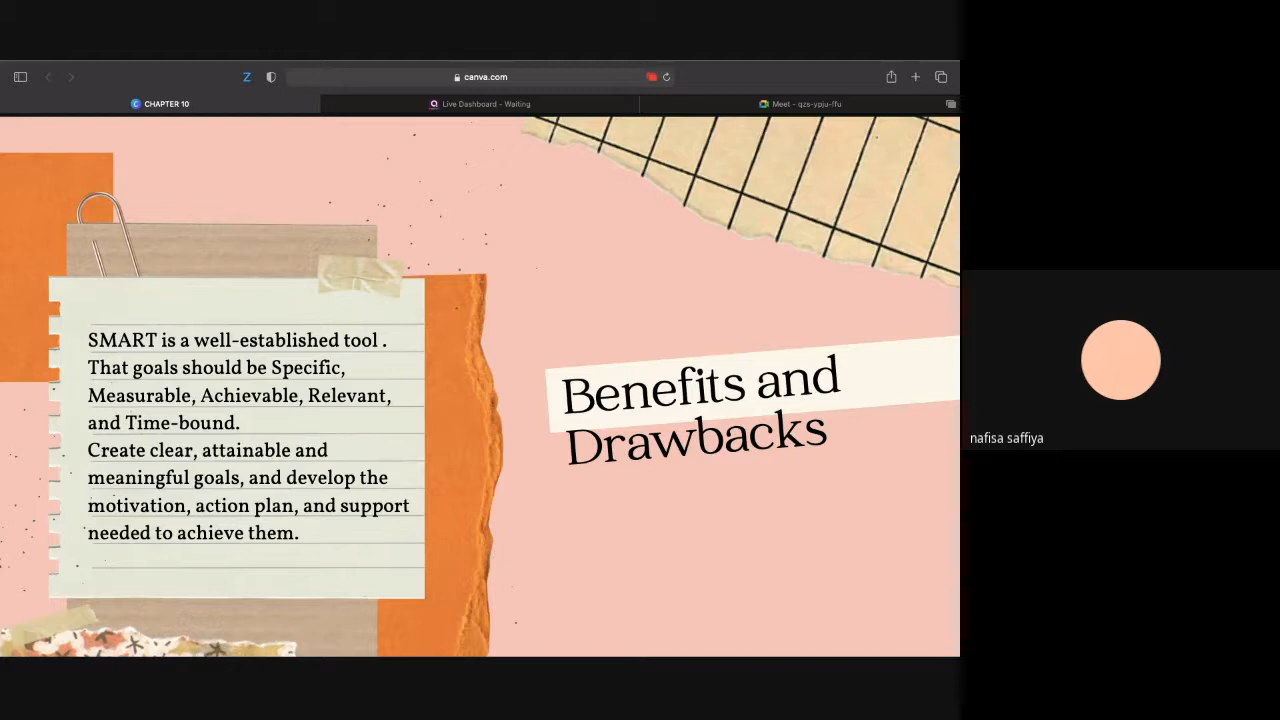 canva.com
CHAPTER 10
Live Dashboard - Waiting
Meet - qzs-ypju-ffu
SMART is a well-established tool .
That goals should be Specific,
Measurable, Achievable, Relevant,
and Time-bound.
Create clear, attainable and
meaningful goals, and develop the
motivation, action plan, and support
needed to achieve them.
Benefits and
Drawbacks
nafisa saffiya